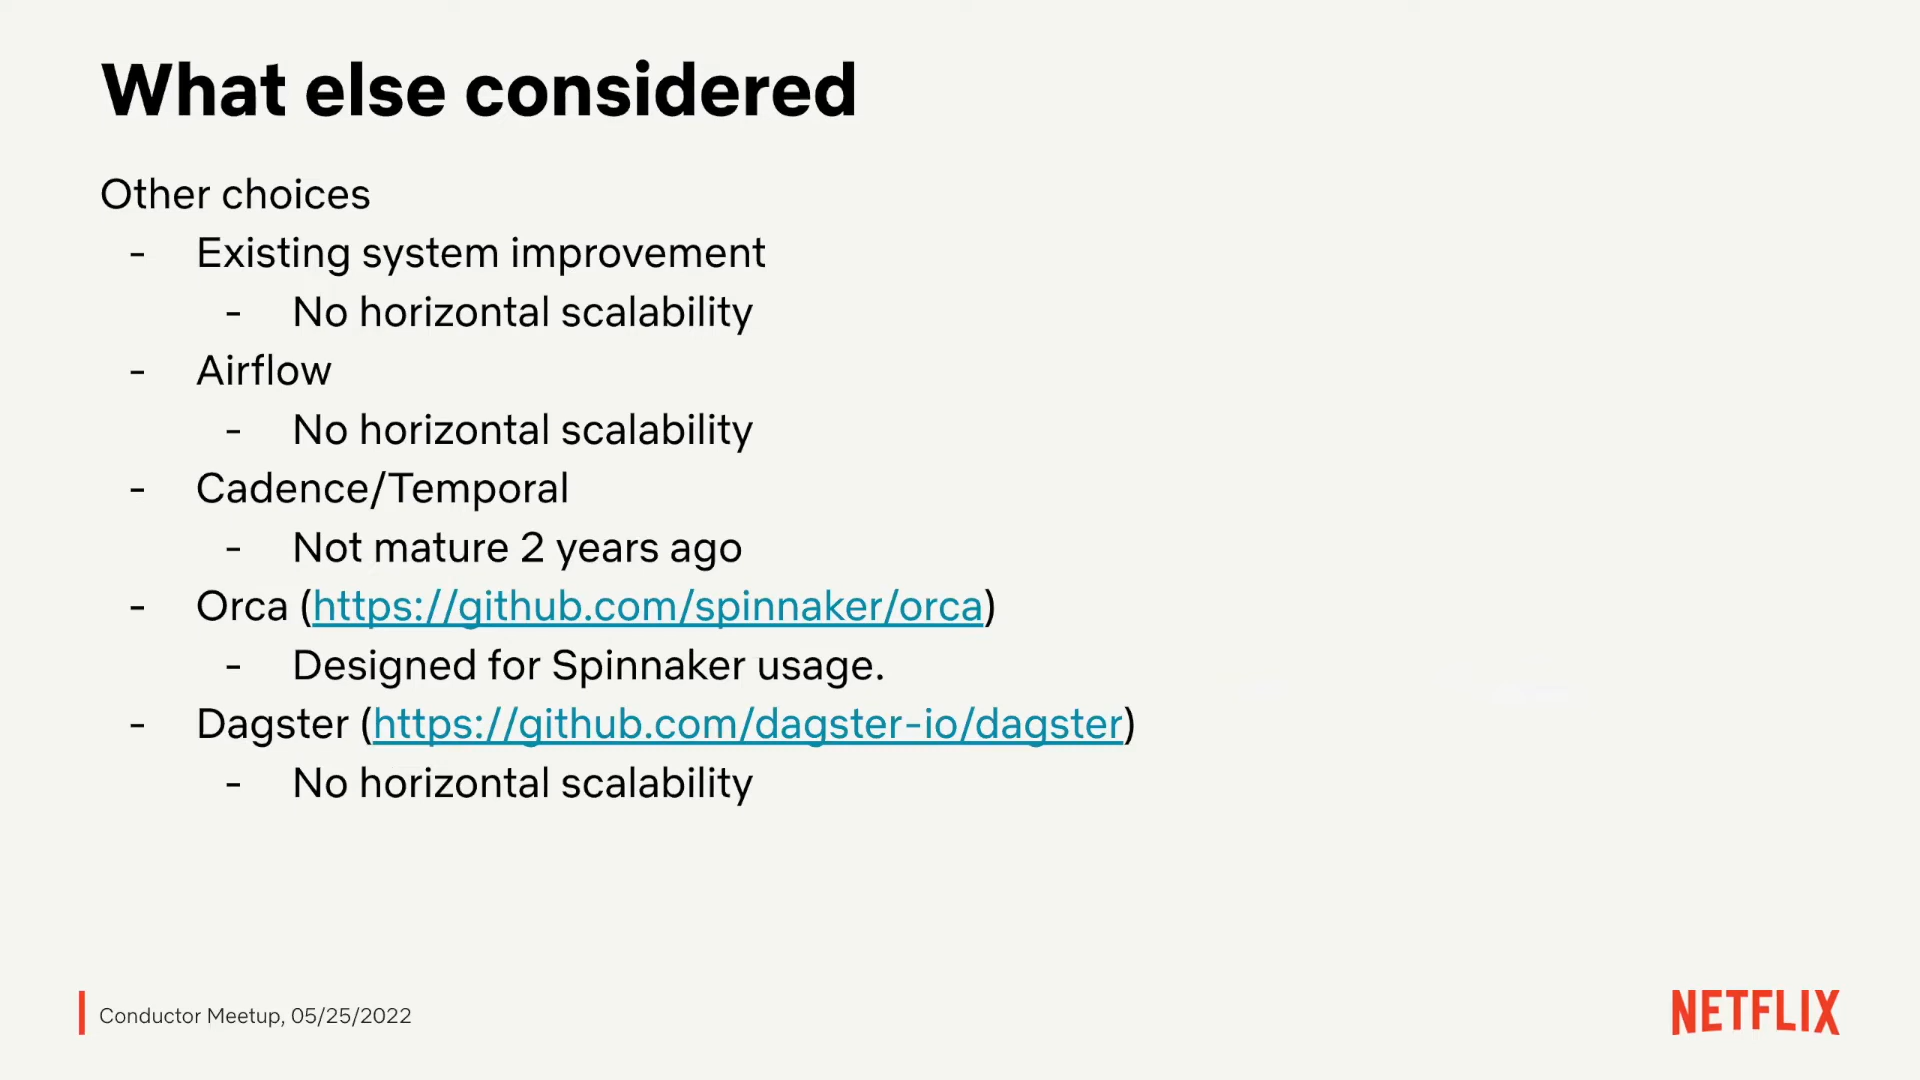 What else considered
Other choices
- Existing system improvement
- No horizontal scalability
- Airflow
- No horizontal scalability
- Cadence/Temporal
- Not mature 2 years ago
- Orca (https://github.com/spinnaker/orca)
- Designed for Spinnaker usage.
- Dagster (https://github.com/dagster-io/dagster)
- No horizontal scalability
Conductor Meetup, 05/25/2022
NETFLIX